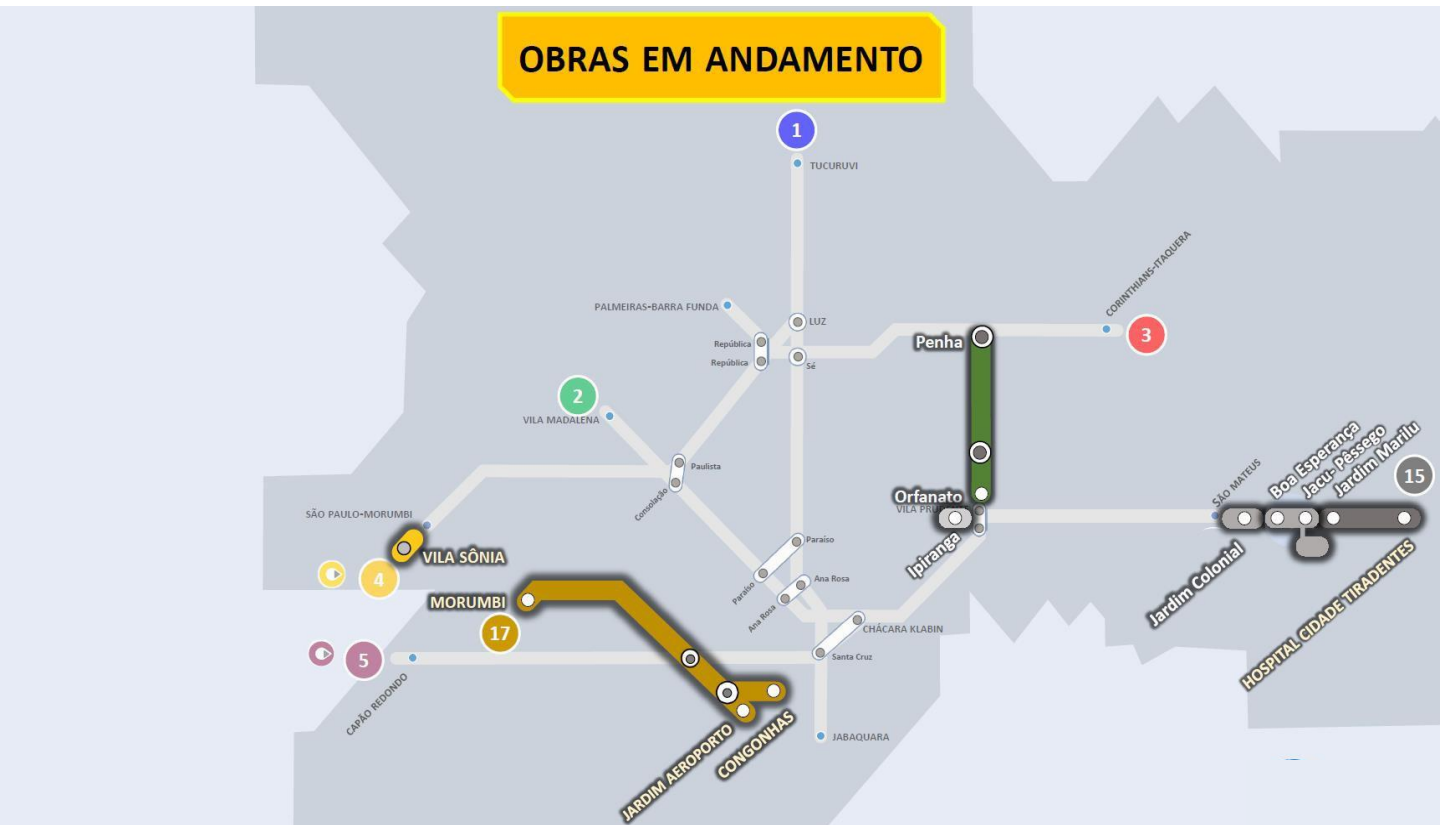 OBRAS EM ANDAMENTO
1
TUCURUVI
CORINTHIANS-ITAQUERA
PALMEIRAS-BARRA FUNDA
LUZ
3
República
Penha
República
Sé
2
VILA MADALENA
Paulista
Consolação
Boa Esperança
Jacu- Pêssego
Jardim Marilu
15
SÃO MATEUS
Orfanato
VILA PRUDENTE
SÃO PAULO-MORUMBI
Ipiranga
VILA SÔNIA
4
Paraíso
Paraíso
Ana Rosa
Ana Rosa
Jardim Colonial
HOSPITAL CIDADE TIRADENTES
MORUMBI
17
CHÁCARA KLABIN
Santa Cruz
5
CAPÃO REDONDO
JARDIM AEROPORTO
CONGONHAS
JABAQUARA